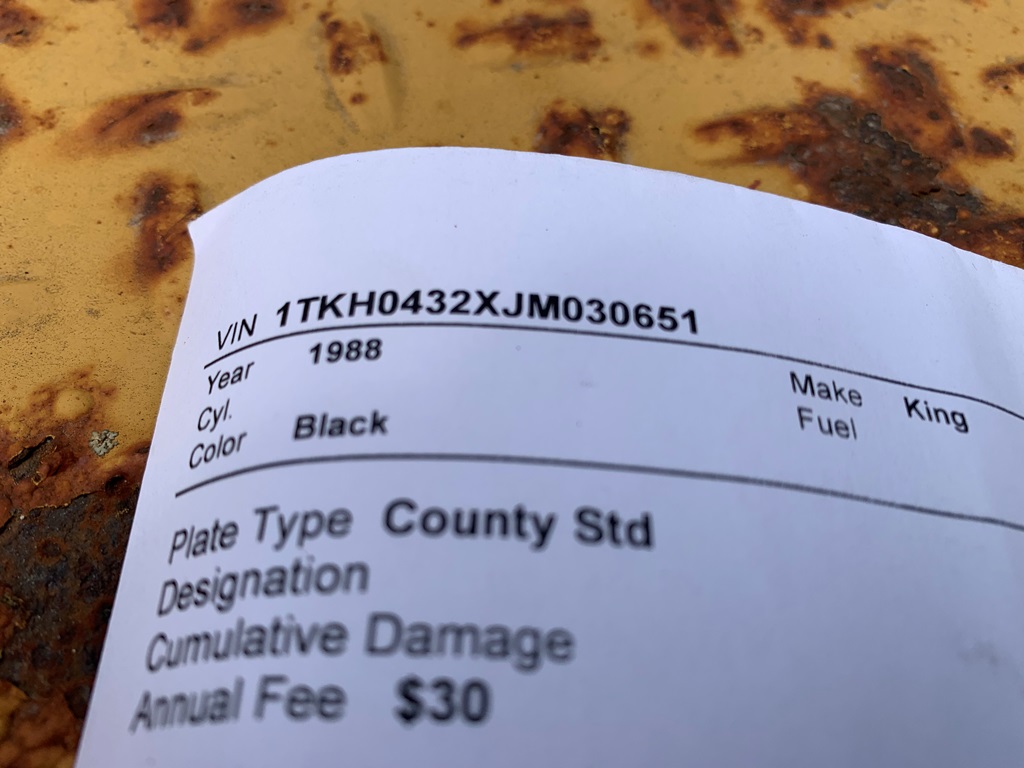 VIN 1TKH0432XJM030651
Year 1988 Make King
Cyl. Fuel
Color Black
Plate Type County Std
Designation
Cumulative Damage
Annual Fee $30